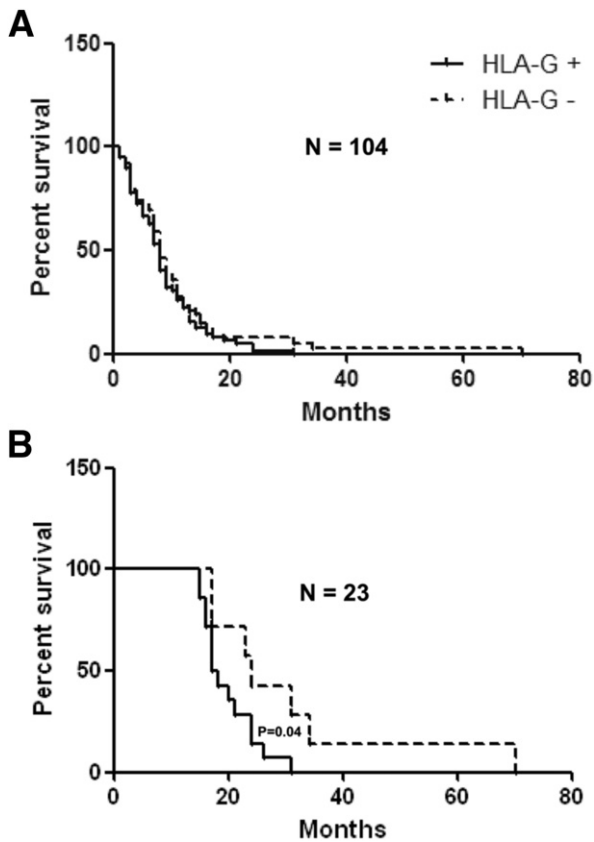 A
150
100
50
0
Percent survival
HLA-G +
HLA-G -
N = 104
0 20 40 60 80
Months
B
150
100
50
0
Percent survival
N = 23
P=0.04
0 20 40 60 80
Months